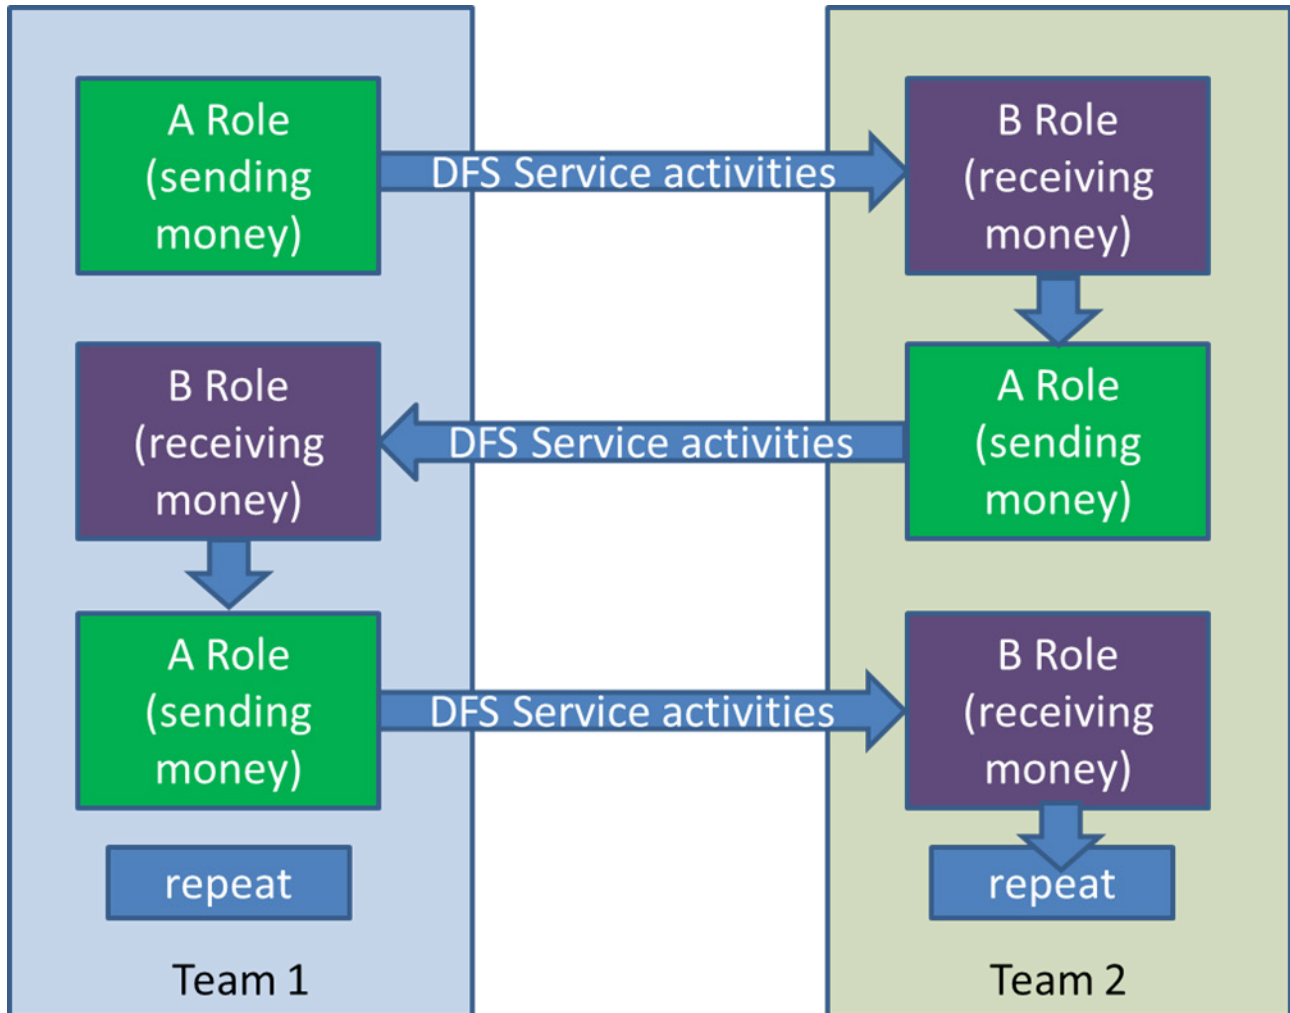 A Role
(sending
money)
DFS Service activities
B Role
(receiving
money)
B Role
(receiving
money)
DFS Service activities
A Role
(sending
money)
A Role
(sending
money)
DFS Service activities
B Role
(receiving
money)
repeat
repeat
Team 1
Team 2